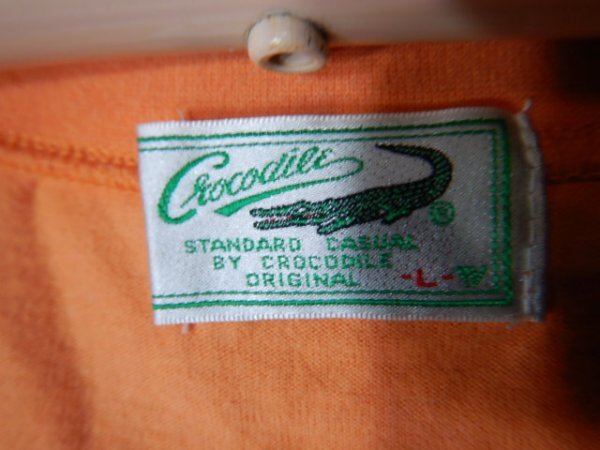 Crocodile
®
STANDARD CASUAL
BY CROCODILE
ORIGINAL -L-